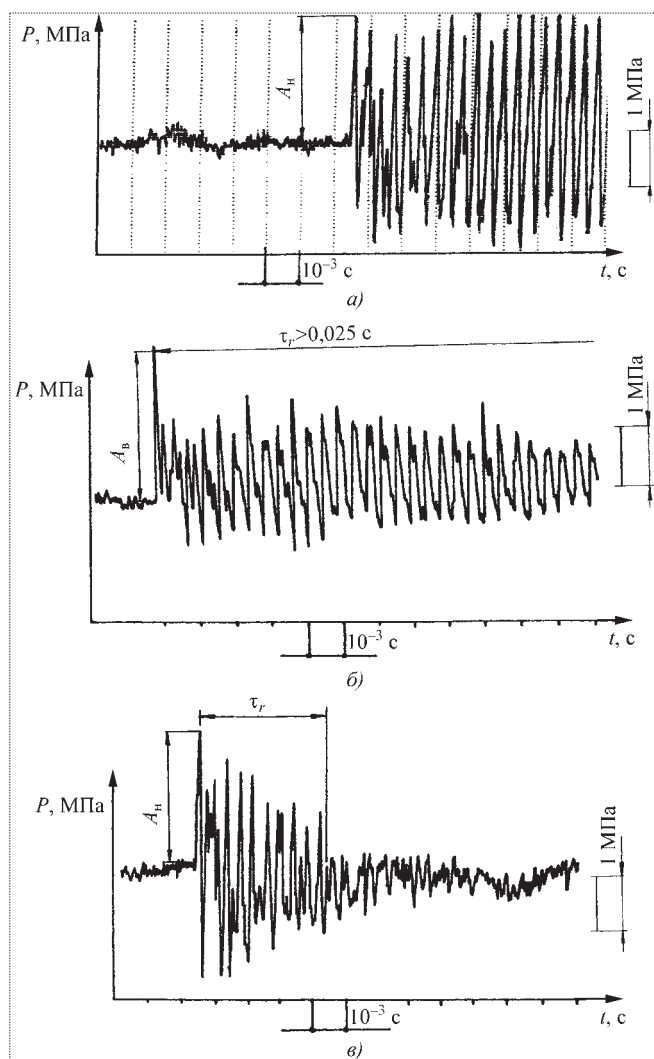 P, МПа
Aн
1 МПа
10⁻³ с
t, с
а)
τr>0,025 с
P, МПа
Aв
1 МПа
10⁻³ с
t, с
б)
τr
P, МПа
Aн
1 МПа
10⁻³ с
t, с
в)